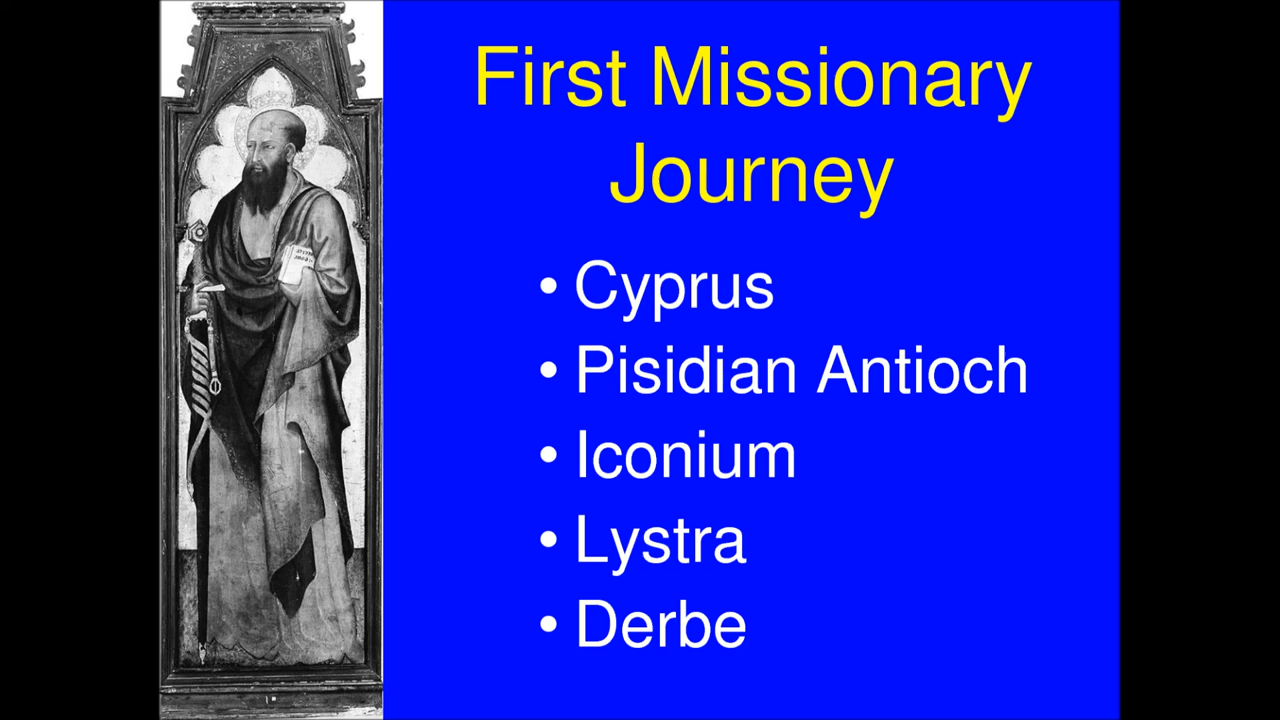 First Missionary
Journey
• Cyprus
• Pisidian Antioch
• Iconium
• Lystra
• Derbe